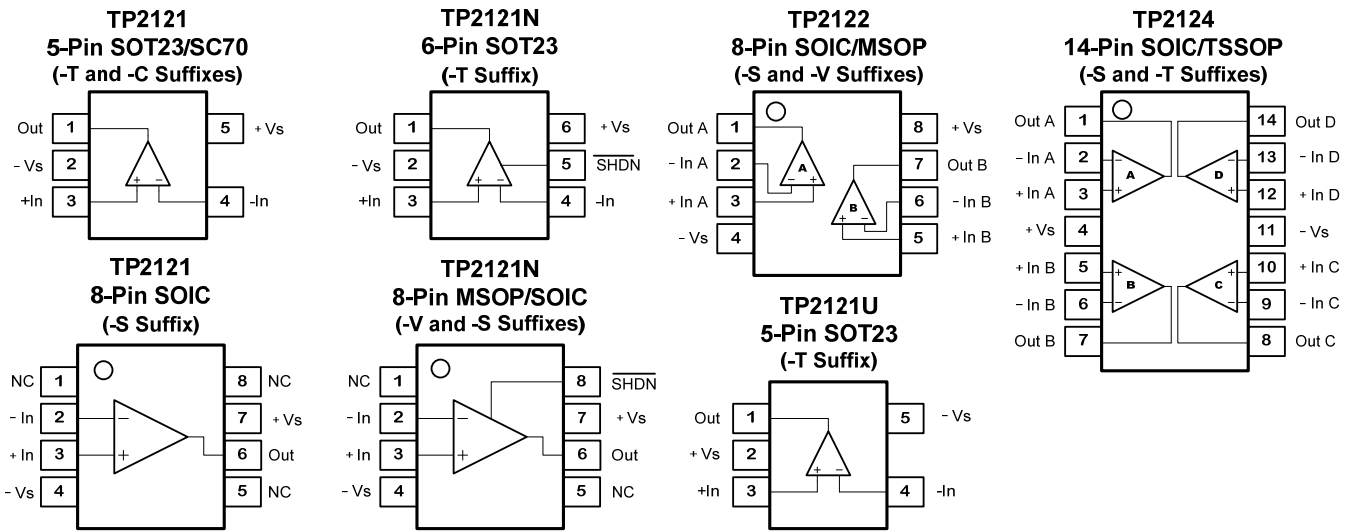 TP2121
5-Pin SOT23/SC70
(-T and -C Suffixes)
Out 1
5 + Vs
- Vs 2
+In 3
4 -In
TP2121N
6-Pin SOT23
(-T Suffix)
Out 1
6 + Vs
- Vs 2
5 SHDN
+In 3
4 -In
TP2122
8-Pin SOIC/MSOP
(-S and -V Suffixes)
Out A 1
8 + Vs
- In A 2
7 Out B
+ In A 3
6 - In B
- Vs 4
5 + In B
A
- +
B
+ -
TP2124
14-Pin SOIC/TSSOP
(-S and -T Suffixes)
Out A 1
14 Out D
- In A 2
13 - In D
+ In A 3
12 + In D
+ Vs 4
11 - Vs
+ In B 5
10 + In C
- In B 6
9 - In C
Out B 7
8 Out C
A
D
B
C
TP2121
8-Pin SOIC
(-S Suffix)
NC 1
8 NC
- In 2
7 + Vs
+ In 3
6 Out
- Vs 4
5 NC
TP2121N
8-Pin MSOP/SOIC
(-V and -S Suffixes)
NC 1
8 SHDN
- In 2
7 + Vs
+ In 3
6 Out
- Vs 4
5 NC
TP2121U
5-Pin SOT23
(-T Suffix)
Out 1
5 - Vs
+ Vs 2
+In 3
4 -In